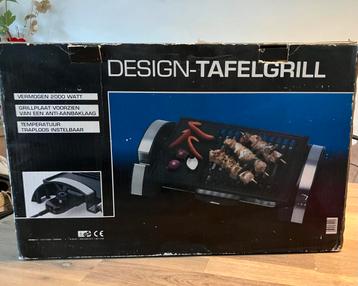 DESIGN-TAFELGRILL
VERMOGEN 2000 WATT
GRILLPLAAT VOORZIEN
VAN EEN ANTI-AANBAKLAAG
TEMPERATUUR
TRAPLOOS INSTELBAAR